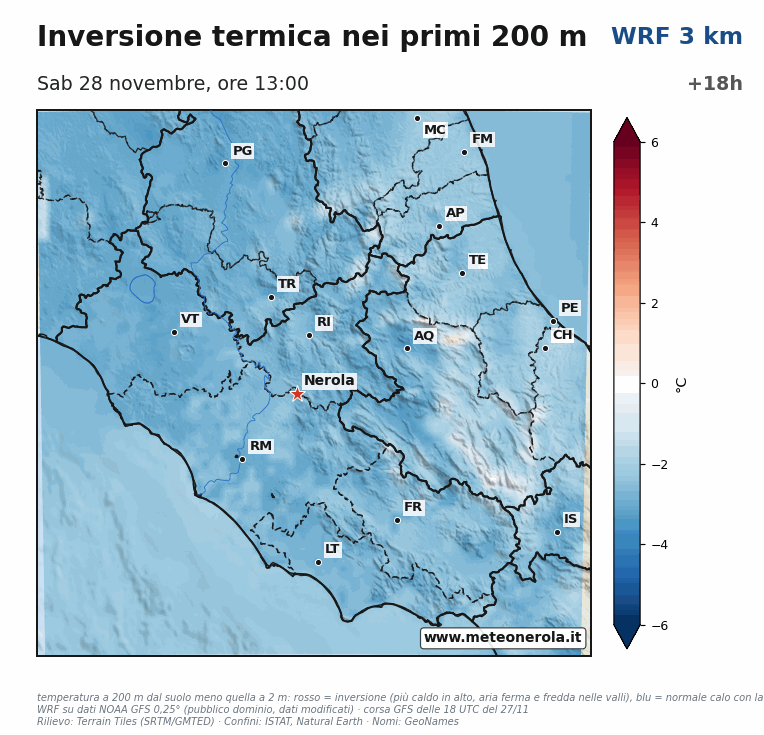 Inversione termica nei primi 200 m WRF 3 km
Sab 28 novembre, ore 13:00 +18h
MC
FM
PG
AP
TE
TR
PE
VT
RI
AQ
CH
Nerola
RM
FR
IS
LT
www.meteonerola.it
6
4
2
0
−2
−4
−6
°C
temperatura a 200 m dal suolo meno quella a 2 m: rosso = inversione (più caldo in alto, aria ferma e fredda nelle valli), blu = normale calo con la
WRF su dati NOAA GFS 0,25° (pubblico dominio, dati modificati) · corsa GFS delle 18 UTC del 27/11
Rilievo: Terrain Tiles (SRTM/GMTED) · Confini: ISTAT, Natural Earth · Nomi: GeoNames